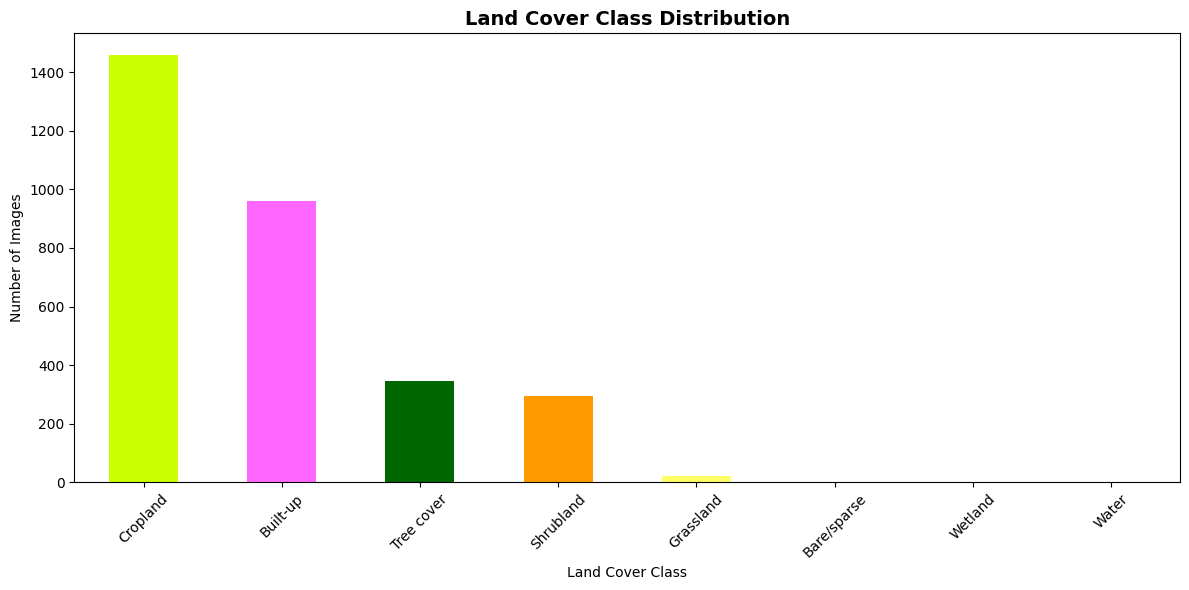 Land Cover Class Distribution
Number of Images
1400
1200
1000
800
600
400
200
0
Cropland
Built-up
Tree cover
Shrubland
Grassland
Bare/sparse
Wetland
Water
Land Cover Class